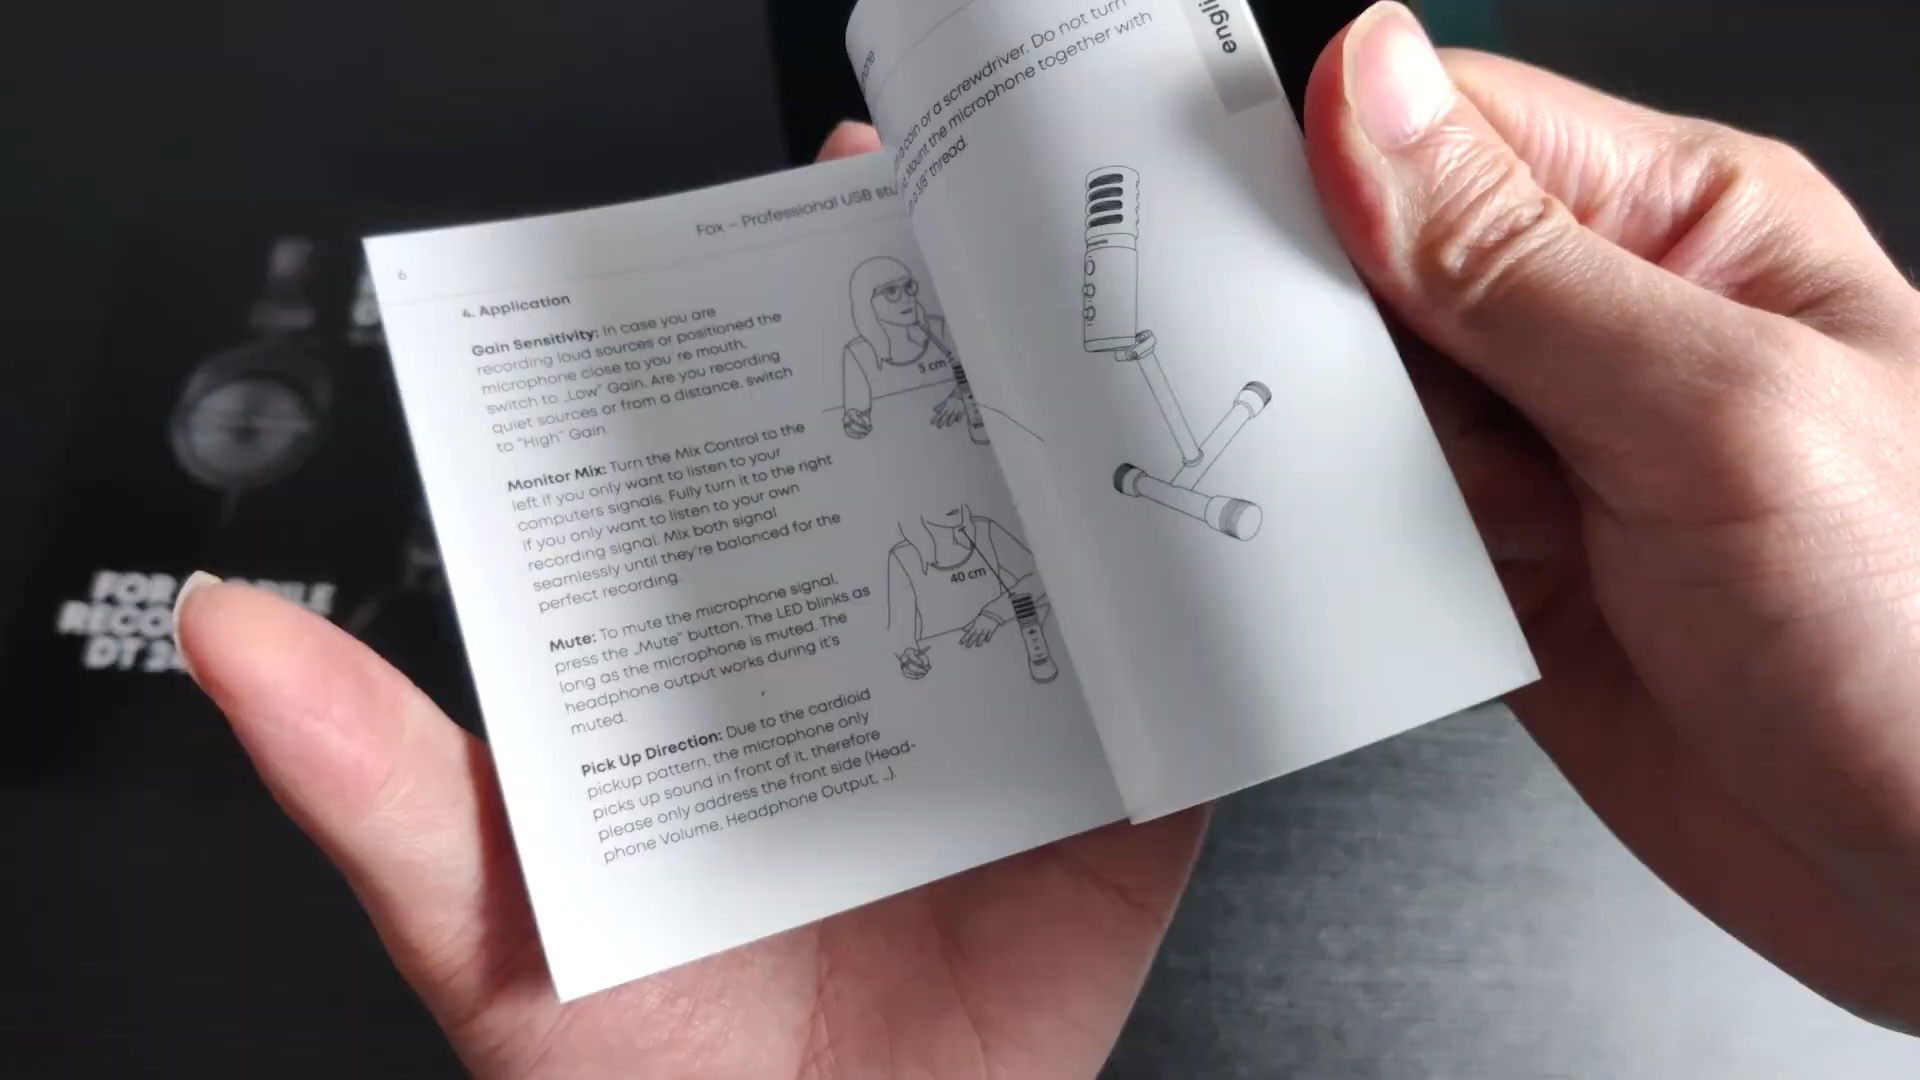 6
Fox – Professional USB
4. Application
Gain Sensitivity: In case you are
recording loud sources or positioned the
microphone close to you´re mouth,
switch to „Low" Gain. Are you recording
quiet sources or from a distance, switch
to "High" Gain.
Monitor Mix: Turn the Mix Control to the
left if you only want to listen to your
computers signals. Fully turn it to the right
if you only want to listen to your own
recording signal. Mix both signal
seamlessly until they're balanced for the
perfect recording.
Mute: To mute the microphone signal,
press the „Mute" button. The LED blinks as
long as the microphone is muted. The
headphone output works during it's
muted.
Pick Up Direction: Due to the cardioid
pickup pattern, the microphone only
picks up sound in front of it, therefore
please only address the front side (Head-
phone Volume, Headphone Output, ..).
5 cm
40 cm
a coin or a screwdriver. Do not turn
Mount the microphone together with
3/8" thread.
FOR
DT